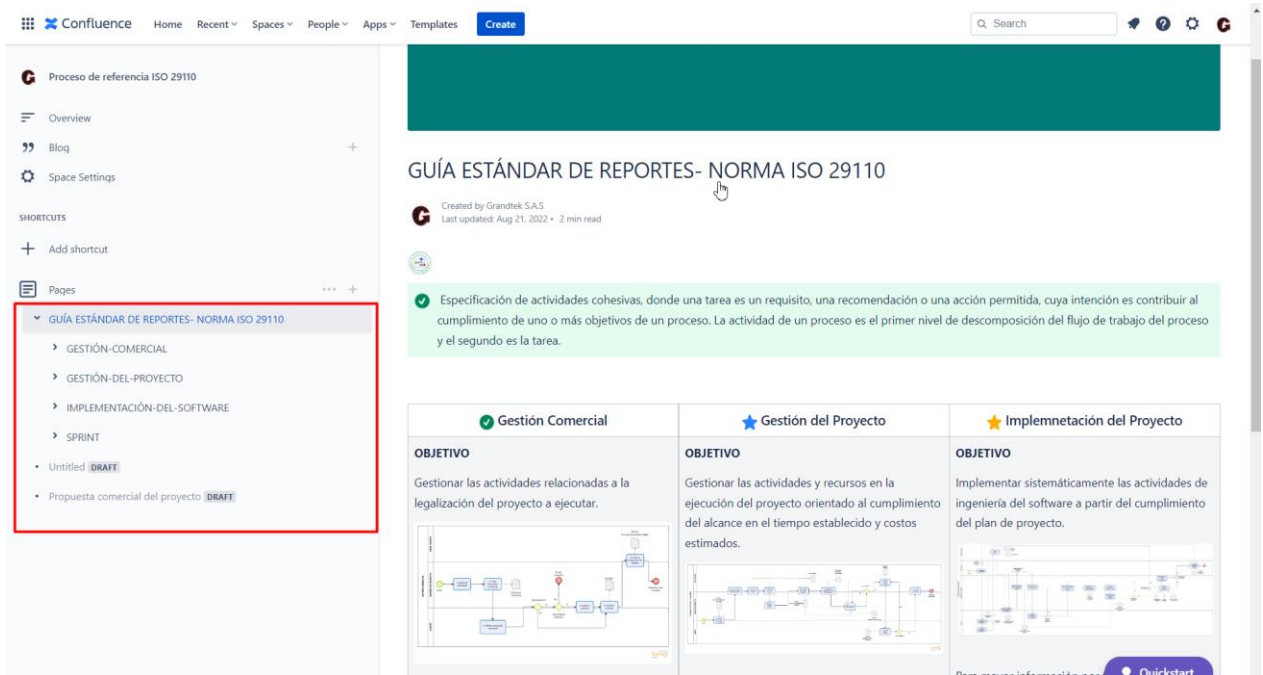 Confluence Home Recent Spaces People Apps Templates Create Search
Proceso de referencia ISO 29110
Overview
Blog
Space Settings
SHORTCUTS
Add shortcut
Pages
GUÍA ESTÁNDAR DE REPORTES- NORMA ISO 29110
GESTIÓN-COMERCIAL
GESTIÓN-DEL-PROYECTO
IMPLEMENTACIÓN-DEL-SOFTWARE
SPRINT
Untitled DRAFT
Propuesta comercial del proyecto DRAFT
GUÍA ESTÁNDAR DE REPORTES- NORMA ISO 29110
Created by Grandtek S.A.S
Last updated: Aug 21, 2022 • 2 min read
Especificación de actividades cohesivas, donde una tarea es un requisito, una recomendación o una acción permitida, cuya intención es contribuir al
cumplimiento de uno o más objetivos de un proceso. La actividad de un proceso es el primer nivel de descomposición del flujo de trabajo del proceso
y el segundo es la tarea.
Gestión Comercial
OBJETIVO
Gestionar las actividades relacionadas a la
legalización del proyecto a ejecutar.
Gestión del Proyecto
OBJETIVO
Gestionar las actividades y recursos en la
ejecución del proyecto orientado al cumplimiento
del alcance en el tiempo establecido y costos
estimados.
Implemnetación del Proyecto
OBJETIVO
Implementar sistemáticamente las actividades de
ingeniería del software a partir del cumplimiento
del plan de proyecto.
Quickstart